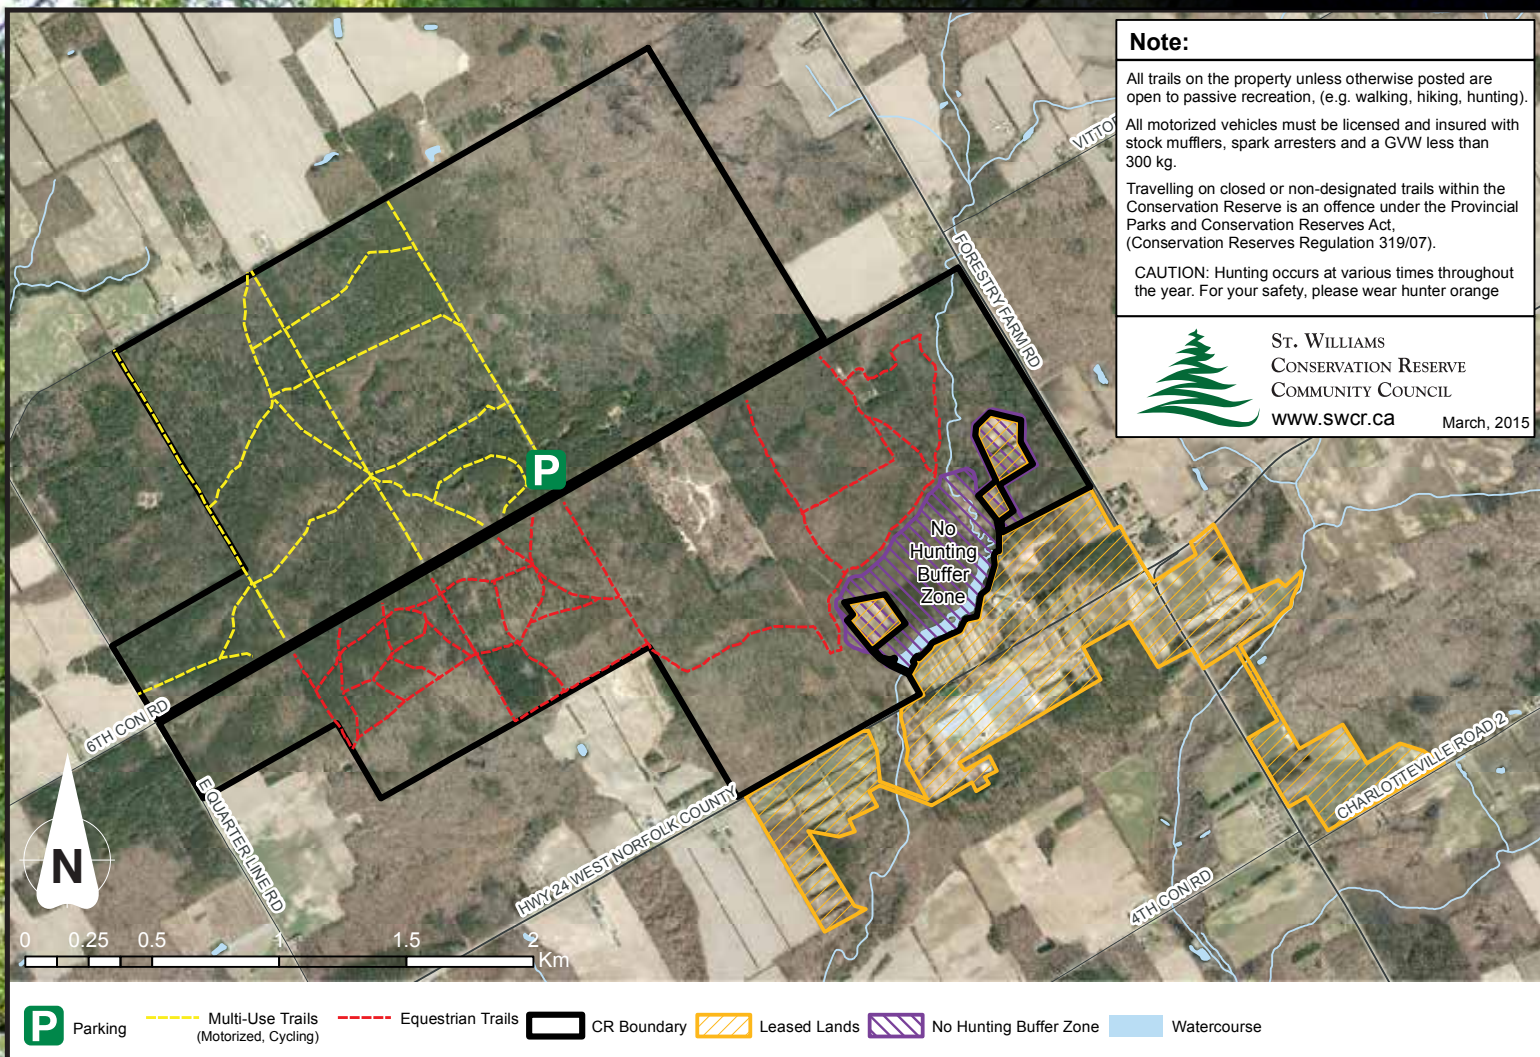 Note:
All trails on the property unless otherwise posted are
open to passive recreation, (e.g. walking, hiking, hunting).
All motorized vehicles must be licensed and insured with
stock mufflers, spark arresters and a GVW less than
300 kg.
Travelling on closed or non-designated trails within the
Conservation Reserve is an offence under the Provincial
Parks and Conservation Reserves Act,
(Conservation Reserves Regulation 319/07).
CAUTION: Hunting occurs at various times throughout
the year. For your safety, please wear hunter orange
ST. WILLIAMS
CONSERVATION RESERVE
COMMUNITY COUNCIL
www.swcr.ca
March, 2015
FORESTRY FARM RD
P
No
Hunting
Buffer
Zone
6TH CON RD
E QUARTER LINE RD
HWY 24 WEST NORFOLK COUNTY
CHARLOTTEVILLE ROAD 2
4TH CON RD
N
0 0.25 0.5 1 1.5 2
Km
P Parking
Multi-Use Trails
(Motorized, Cycling)
Equestrian Trails
CR Boundary
Leased Lands
No Hunting Buffer Zone
Watercourse